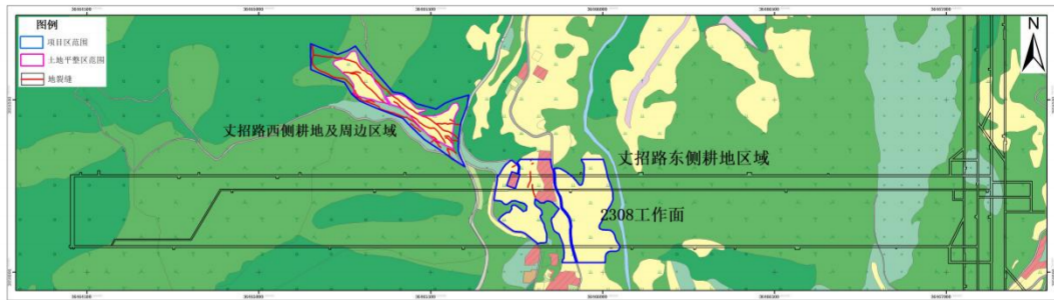 图例
项目区范围
土地平整区范围
地裂缝
N
丈招路西侧耕地及周边区域
丈招路东侧耕地区域
2308工作面